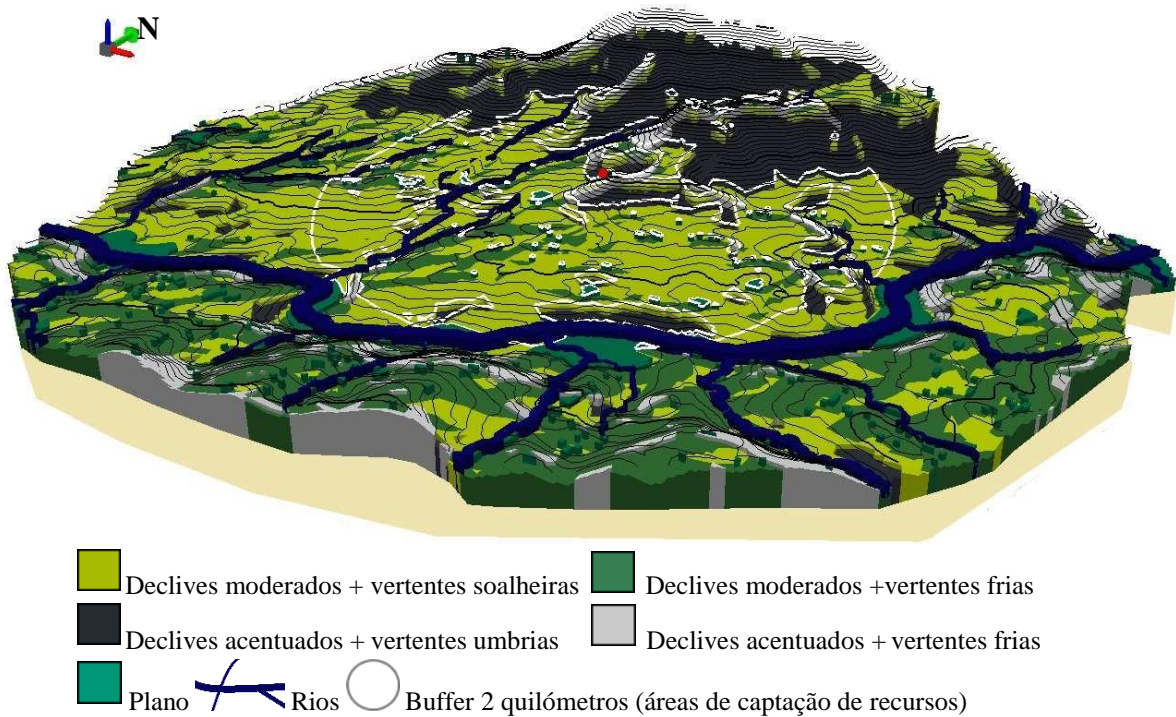 N
Declives moderados + vertentes soalheiras
Declives moderados +vertentes frias
Declives acentuados + vertentes umbrias
Declives acentuados + vertentes frias
Plano
Rios
Buffer 2 quilómetros (áreas de captação de recursos)